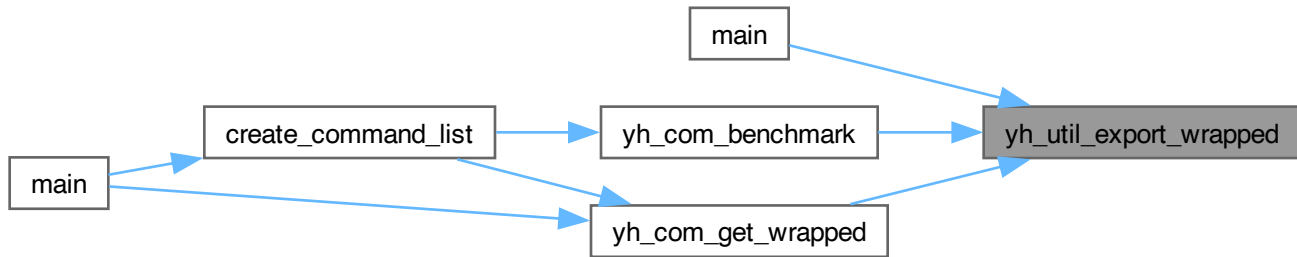 main
create_command_list
yh_com_benchmark
yh_util_export_wrapped
main
yh_com_get_wrapped